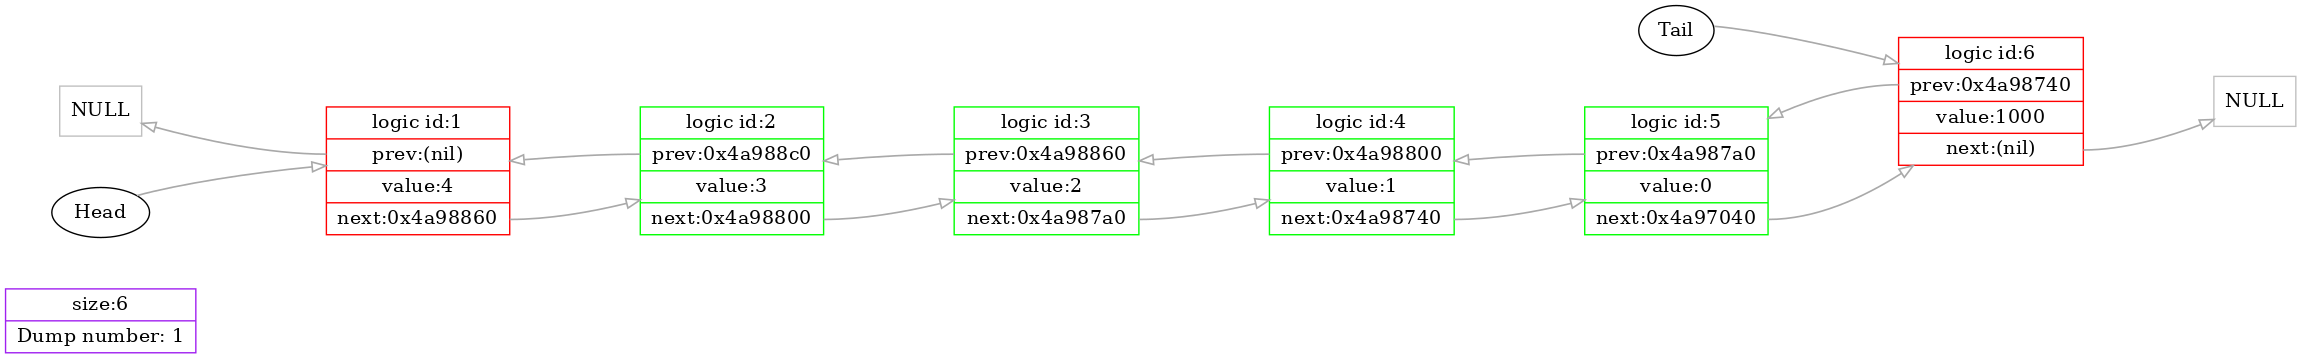 Tail
logic id:6
prev:0x4a98740
value:1000
next:(nil)
NULL
NULL
logic id:1
prev:(nil)
value:4
next:0x4a98860
logic id:2
prev:0x4a988c0
value:3
next:0x4a98800
logic id:3
prev:0x4a98860
value:2
next:0x4a987a0
logic id:4
prev:0x4a98800
value:1
next:0x4a98740
logic id:5
prev:0x4a987a0
value:0
next:0x4a97040
Head
size:6
Dump number: 1